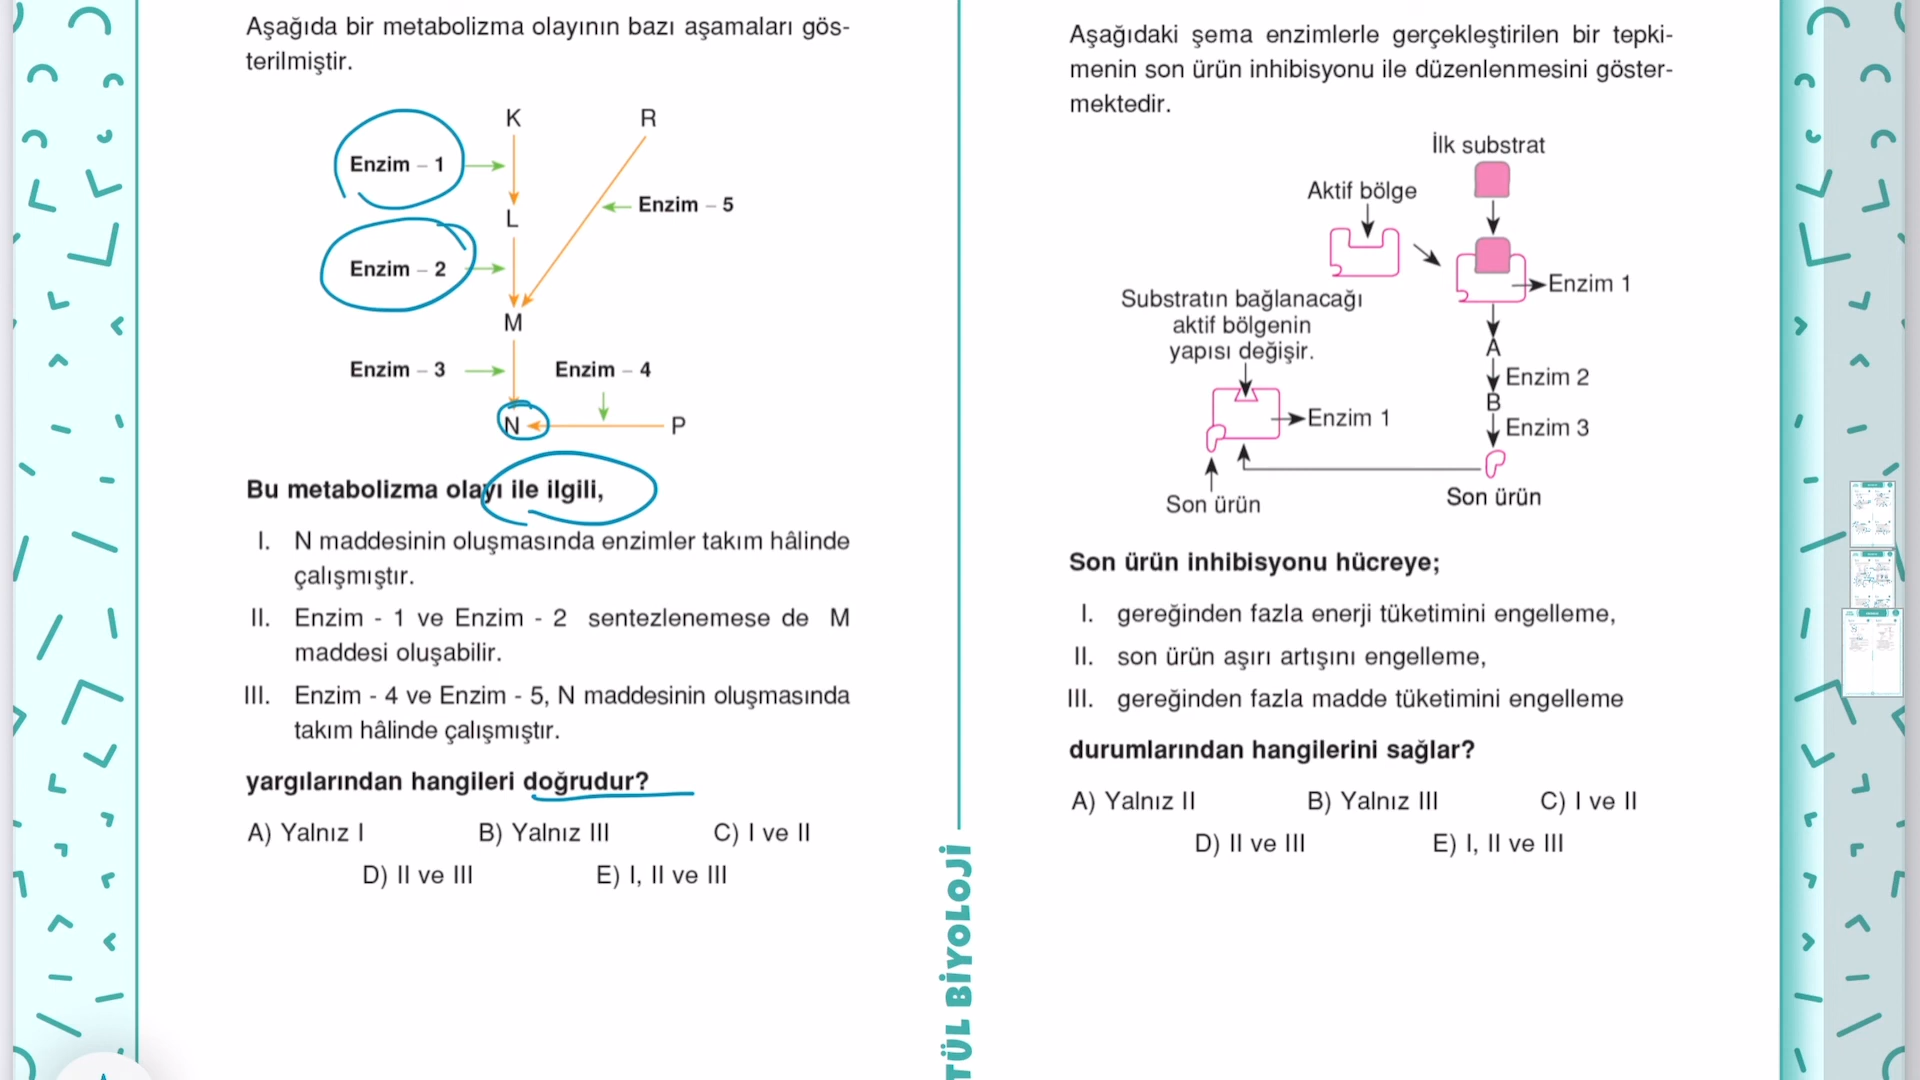 Aşağıda bir metabolizma olayının bazı aşamaları gös-
terilmiştir.
K
R
Enzim – 1
Enzim – 5
L
Enzim – 2
M
Enzim – 3
Enzim – 4
N
P
Bu metabolizma olayı ile ilgili,
I. N maddesinin oluşmasında enzimler takım hâlinde
çalışmıştır.
II. Enzim - 1 ve Enzim - 2 sentezlenemese de M
maddesi oluşabilir.
III. Enzim - 4 ve Enzim - 5, N maddesinin oluşmasında
takım hâlinde çalışmıştır.
yargılarından hangileri doğrudur?
A) Yalnız I B) Yalnız III C) I ve II
D) II ve III E) I, II ve III
TÜL BİYOLOJİ
Aşağıdaki şema enzimlerle gerçekleştirilen bir tepki-
menin son ürün inhibisyonu ile düzenlenmesini göster-
mektedir.
İlk substrat
Aktif bölge
Enzim 1
Substratın bağlanacağı
aktif bölgenin
yapısı değişir.
A
Enzim 2
B
Enzim 1
Enzim 3
Son ürün
Son ürün
Son ürün inhibisyonu hücreye;
I. gereğinden fazla enerji tüketimini engelleme,
II. son ürün aşırı artışını engelleme,
III. gereğinden fazla madde tüketimini engelleme
durumlarından hangilerini sağlar?
A) Yalnız II B) Yalnız III C) I ve II
D) II ve III E) I, II ve III